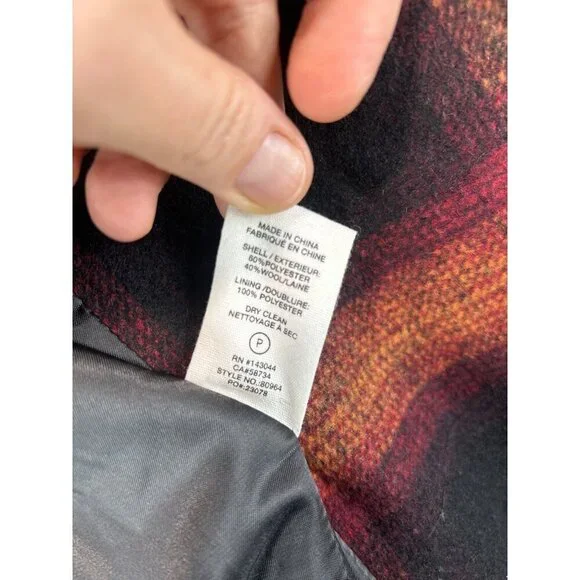 MADE IN CHINA
FABRIQUÉ EN CHINE
SHELL / EXTERIEUR:
60%POLYESTER
40%WOOL/LAINE
LINING /DOUBLURE:
100% POLYESTER
DRY CLEAN
NETTOYAGE À SEC
P
RN #143044
CA#58734
STYLE NO.:80964
PO#:23078